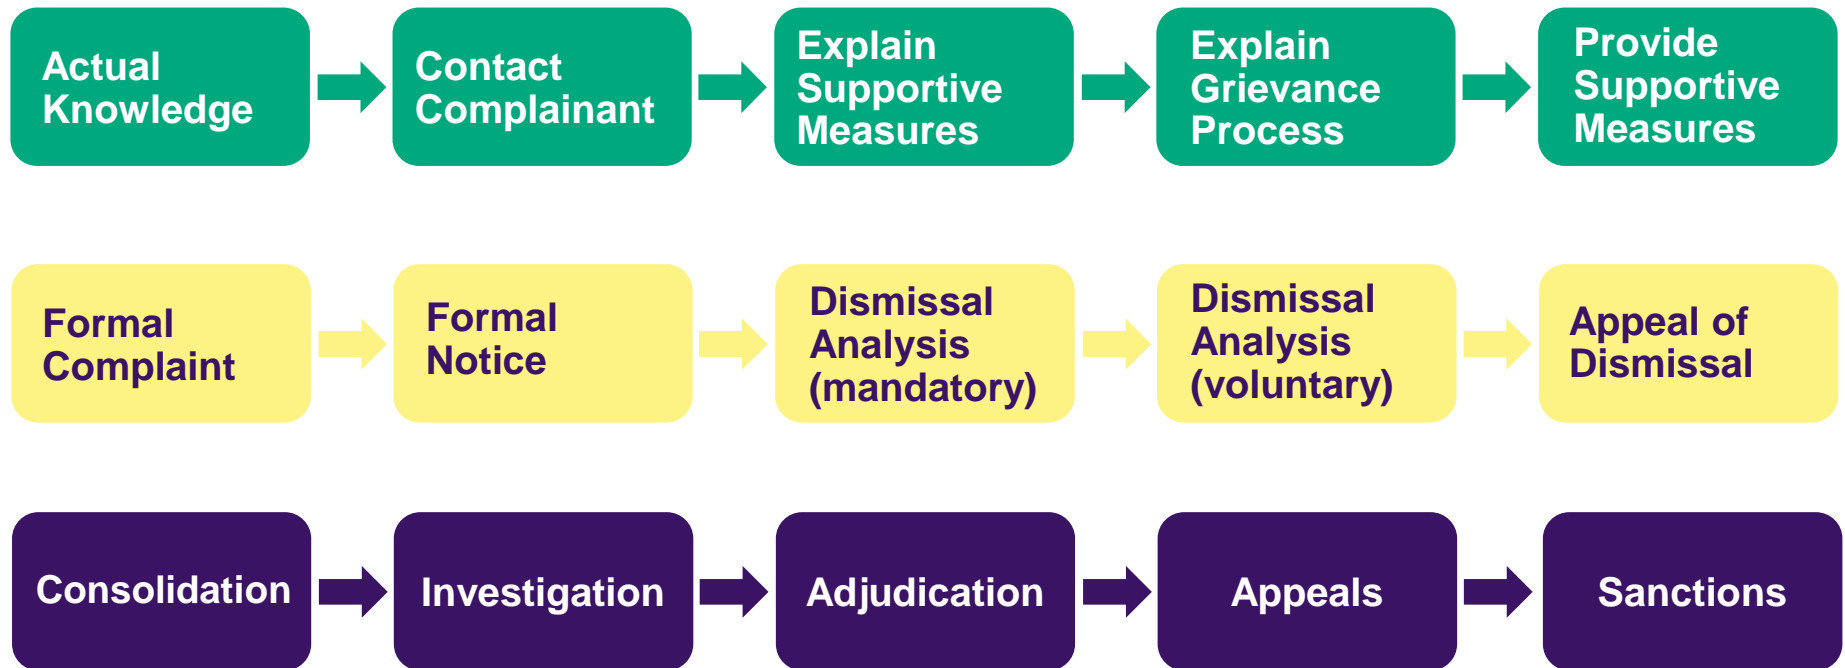 Actual
Knowledge
Contact
Complainant
Explain
Supportive
Measures
Explain
Grievance
Process
Provide
Supportive
Measures
Formal
Complaint
Formal
Notice
Dismissal
Analysis
(mandatory)
Dismissal
Analysis
(voluntary)
Appeal of
Dismissal
Consolidation
Investigation
Adjudication
Appeals
Sanctions